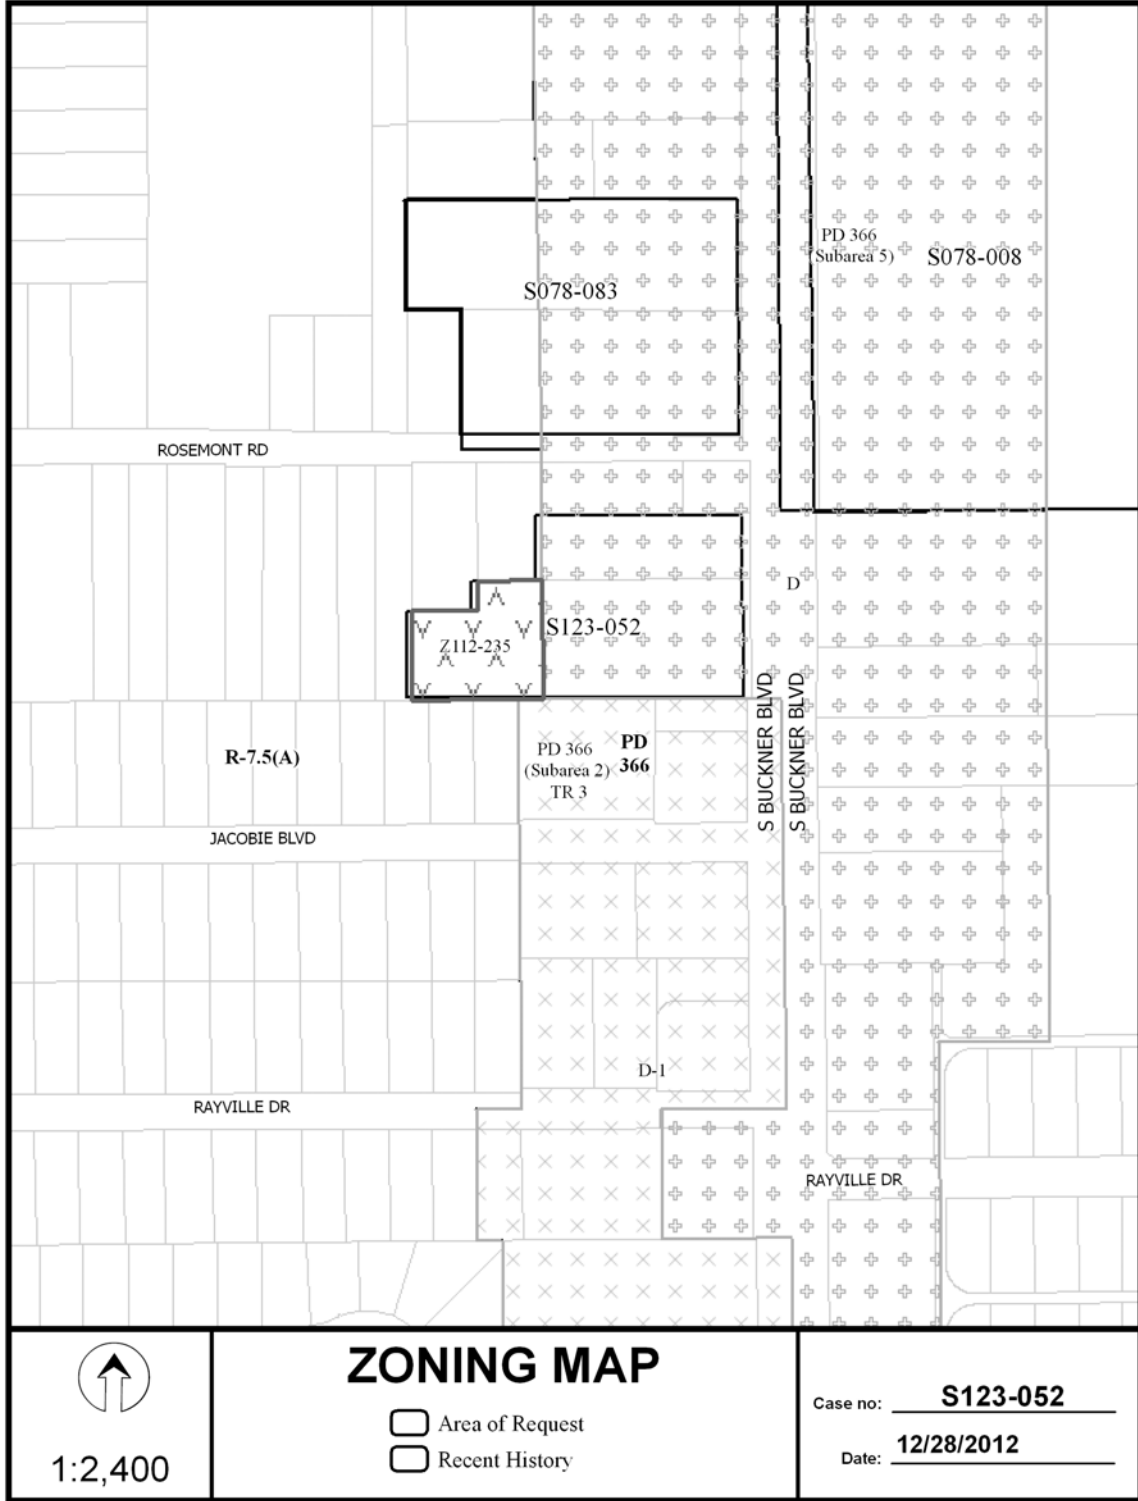 PD 366
(Subarea 5)
S078-008
S078-083
ROSEMONT RD
D
S123-052
Z112-235
S BUCKNER BLVD
S BUCKNER BLVD
R-7.5(A)
PD 366
(Subarea 2)
TR 3
PD
366
JACOBIE BLVD
D-1
RAYVILLE DR
RAYVILLE DR
1:2,400
ZONING MAP
Area of Request
Recent History
Case no: S123-052
Date: 12/28/2012